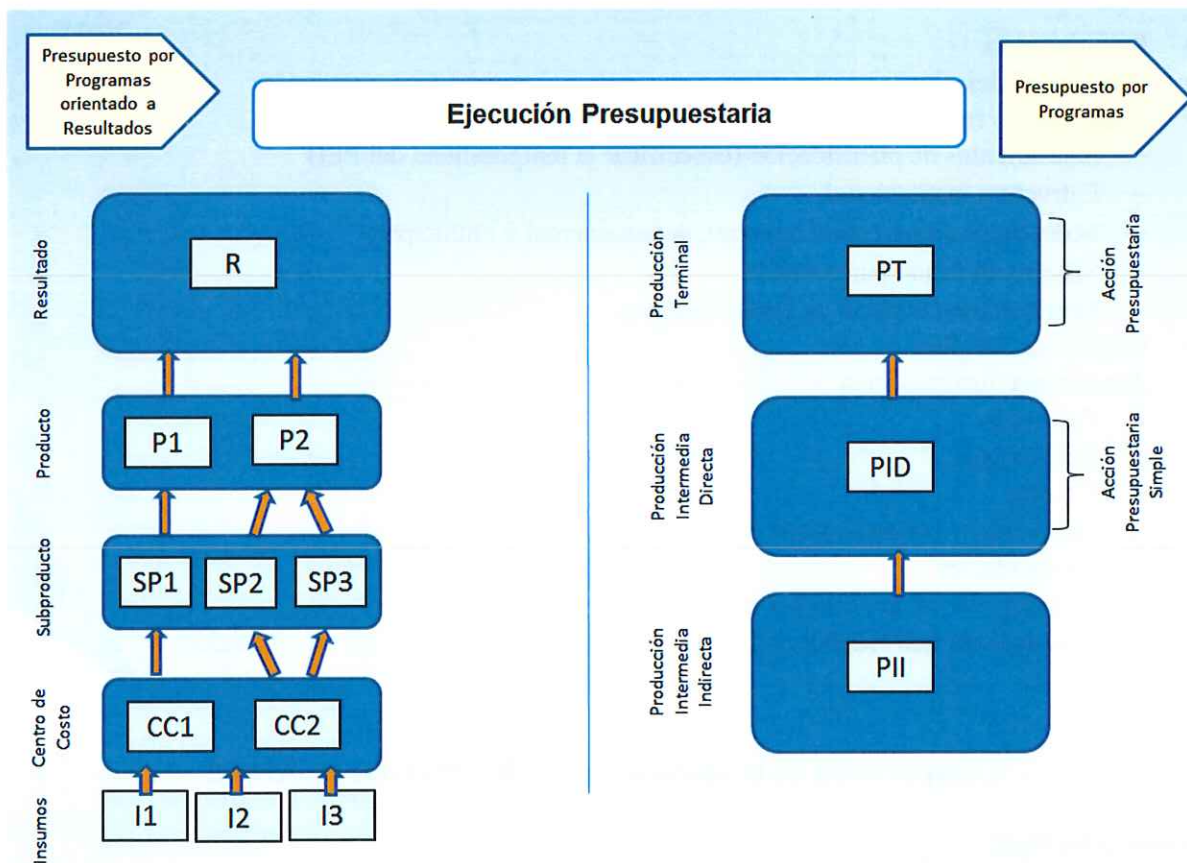 Presupuesto por
Programas
orientado a
Resultados
Ejecución Presupuestaria
Presupuesto por
Programas
Resultado
R
Producto
P1
P2
Subproducto
SP1
SP2
SP3
Centro de
Costo
CC1
CC2
Insumos
I1
I2
I3
Producción
Terminal
PT
Acción
Presupuestaria
Producción
Intermedia
Directa
PID
Acción
Presupuestaria
Simple
Producción
Intermedia
Indirecta
PII